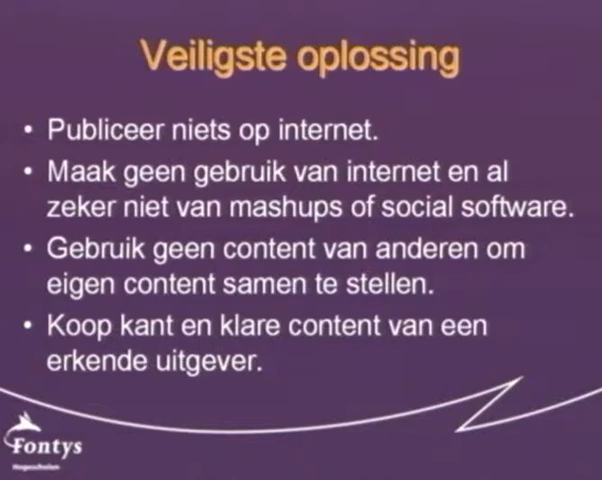 Veiligste oplossing
• Publiceer niets op internet.
• Maak geen gebruik van internet en al
zeker niet van mashups of social software.
• Gebruik geen content van anderen om
eigen content samen te stellen.
• Koop kant en klare content van een
erkende uitgever.
Fontys
Hogescholen